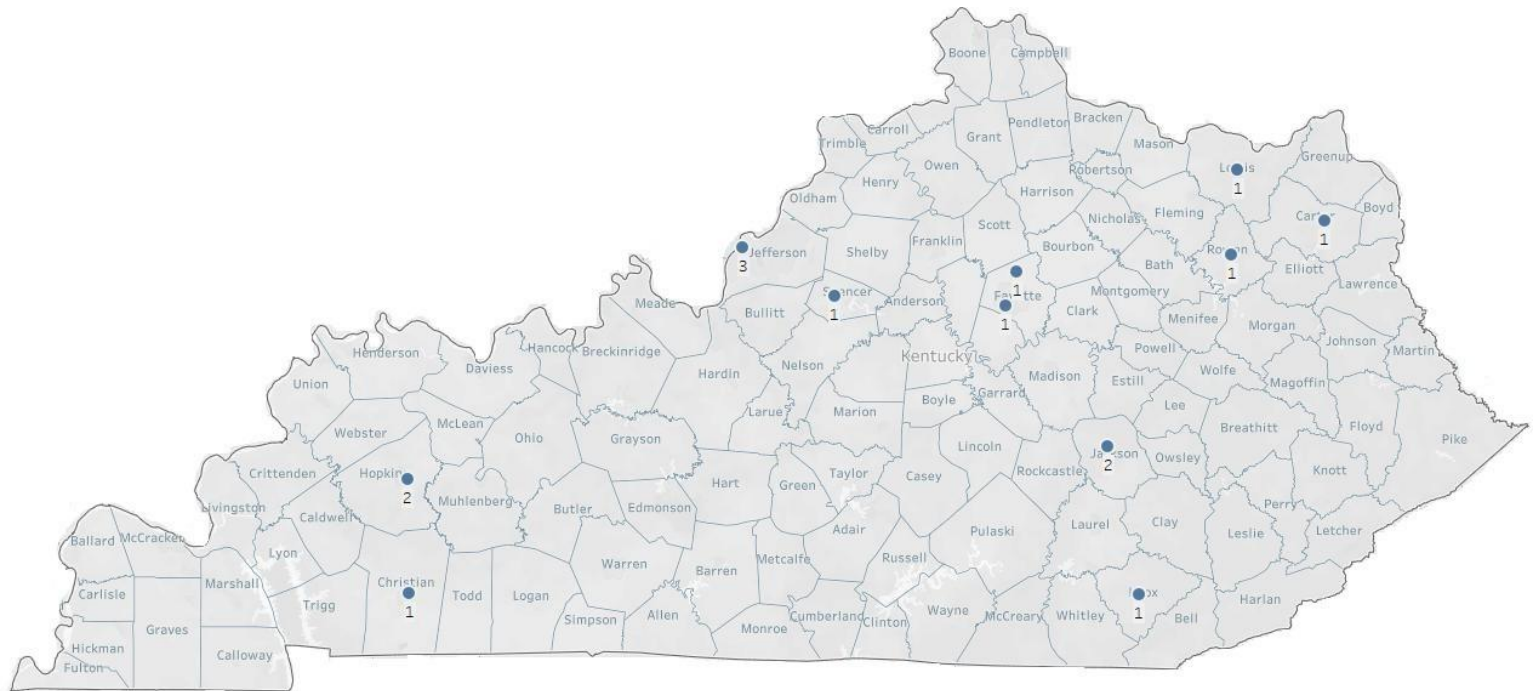 Boone
Campbell
Carroll
Trimble
Grant
Pendleton
Bracken
Mason
Owen
Robertson
Greenup
Henry
Oldham
Harrison
1
Nicholas
Fleming
Boyd
1
Scott
Franklin
Bourbon
Jefferson
3
Shelby
Bath
1
Elliott
Lawrence
1
Fayette
1
Spencer
1
Anderson
Montgomery
Clark
Menifee
Morgan
Meade
Bullitt
Johnson
Martin
Henderson
Hancock
Breckinridge
Kentucky
Powell
Daviess
Nelson
Hardin
Madison
Estill
Wolfe
Magoffin
Union
Boyle
Garrard
Larue
Marion
Lee
McLean
Webster
Ohio
Grayson
Breathitt
Floyd
Pike
Lincoln
Jackson
2
Owsley
Crittenden
Hopkin
2
Taylor
Casey
Rockcastle
Knott
Hart
Green
Muhlenberg
Livingston
Caldwell
Butler
Edmonson
Perry
Laurel
Clay
Adair
Pulaski
Leslie
Letcher
Ballard
McCracken
Lyon
Warren
Metcalfe
Russell
Barren
Marshall
Christian
1
Carlisle
Todd
Logan
Trigg
1
Harlan
Wayne
Graves
Simpson
Allen
Cumberland
Clinton
McCreary
Whitley
Bell
Monroe
Hickman
Fulton
Calloway